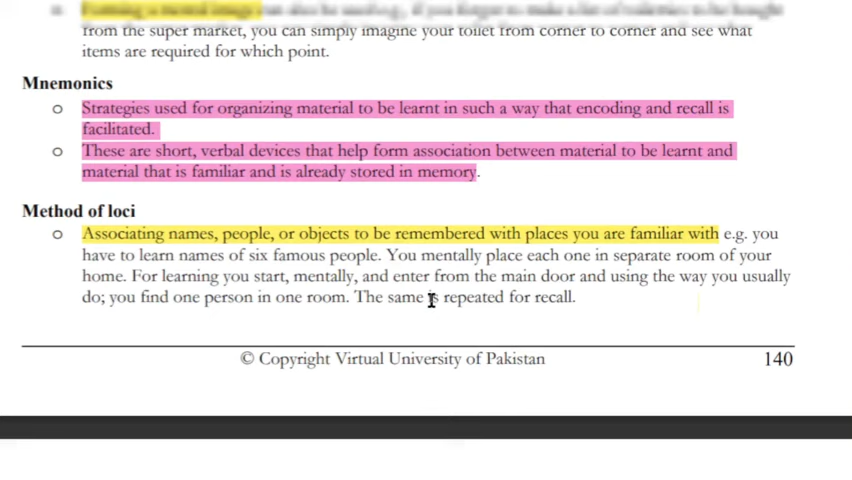 Forming a mental image can also be useful, if you forgot to make a list of toiletries to be bought
from the super market, you can simply imagine your toilet from corner to corner and see what
items are required for which point.
Mnemonics
o Strategies used for organizing material to be learnt in such a way that encoding and recall is
facilitated.
o These are short, verbal devices that help form association between material to be learnt and
material that is familiar and is already stored in memory.
Method of loci
o Associating names, people, or objects to be remembered with places you are familiar with e.g. you
have to learn names of six famous people. You mentally place each one in separate room of your
home. For learning you start, mentally, and enter from the main door and using the way you usually
do; you find one person in one room. The same is repeated for recall.
© Copyright Virtual University of Pakistan 140